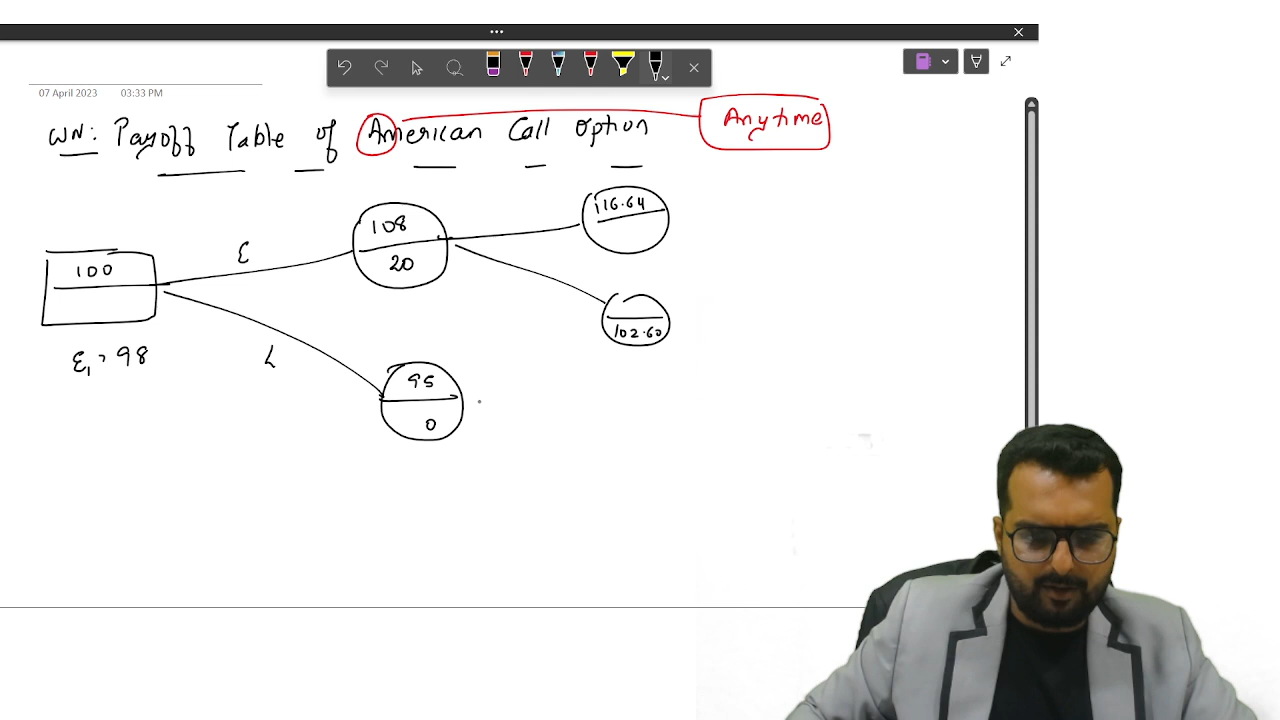 07 April 2023 03:33 PM
WN: Payoff Table of American Call Option
Anytime
100
E
108
20
116.64
102.60
E₁ > 98
L
95
0